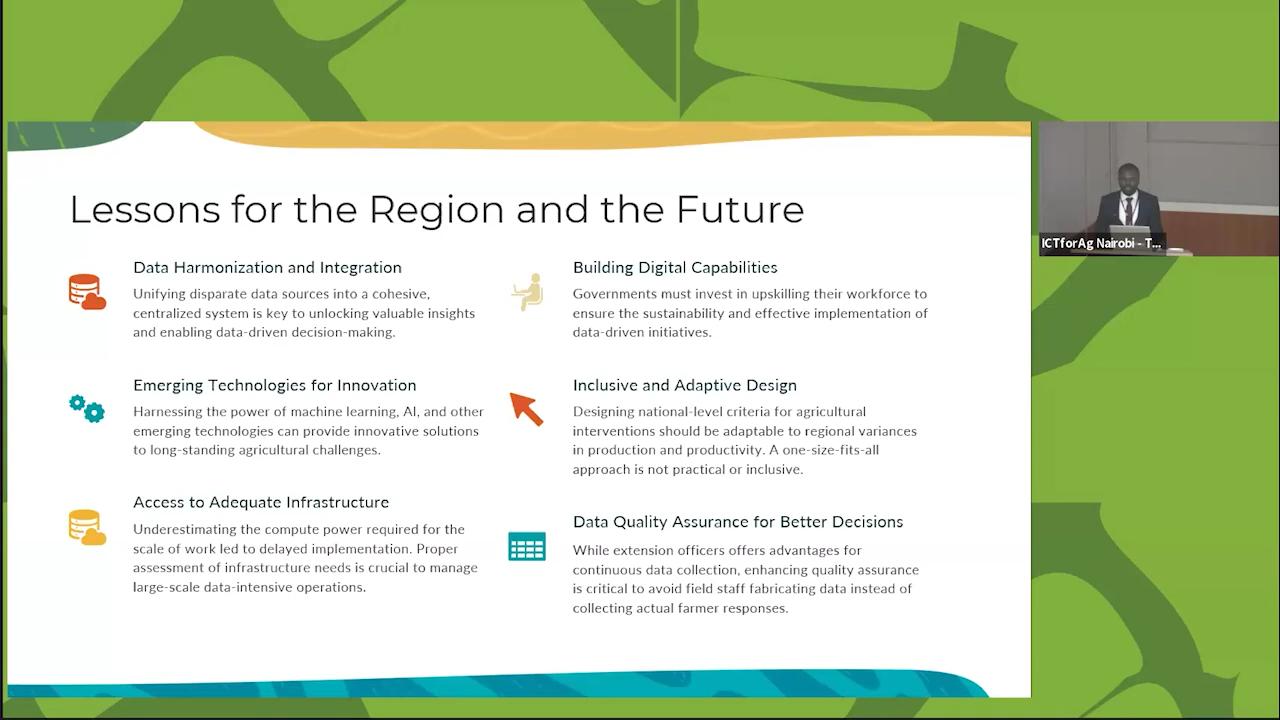 Lessons for the Region and the Future
Data Harmonization and Integration
Unifying disparate data sources into a cohesive,
centralized system is key to unlocking valuable insights
and enabling data-driven decision-making.
Emerging Technologies for Innovation
Harnessing the power of machine learning, AI, and other
emerging technologies can provide innovative solutions
to long-standing agricultural challenges.
Access to Adequate Infrastructure
Underestimating the compute power required for the
scale of work led to delayed implementation. Proper
assessment of infrastructure needs is crucial to manage
large-scale data-intensive operations.
Building Digital Capabilities
Governments must invest in upskilling their workforce to
ensure the sustainability and effective implementation of
data-driven initiatives.
Inclusive and Adaptive Design
Designing national-level criteria for agricultural
interventions should be adaptable to regional variances
in production and productivity. A one-size-fits-all
approach is not practical or inclusive.
Data Quality Assurance for Better Decisions
While extension officers offers advantages for
continuous data collection, enhancing quality assurance
is critical to avoid field staff fabricating data instead of
collecting actual farmer responses.
ICTforAg Nairobi - T...